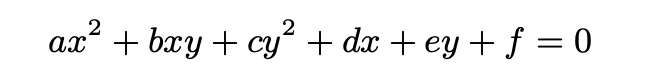 ax² + bxy + cy² + dx + ey + f = 0